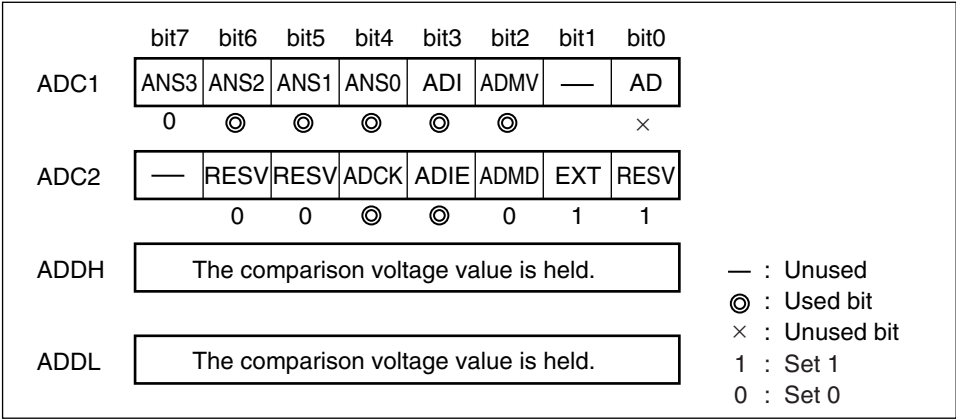 bit7 bit6 bit5 bit4 bit3 bit2 bit1 bit0
ADC1 ANS3 ANS2 ANS1 ANS0 ADI ADMV — AD
0 ◎ ◎ ◎ ◎ ◎ ×
ADC2 — RESV RESV ADCK ADIE ADMD EXT RESV
0 0 ◎ ◎ 0 1 1
ADDH The comparison voltage value is held.
ADDL The comparison voltage value is held.
— : Unused
◎ : Used bit
× : Unused bit
1 : Set 1
0 : Set 0